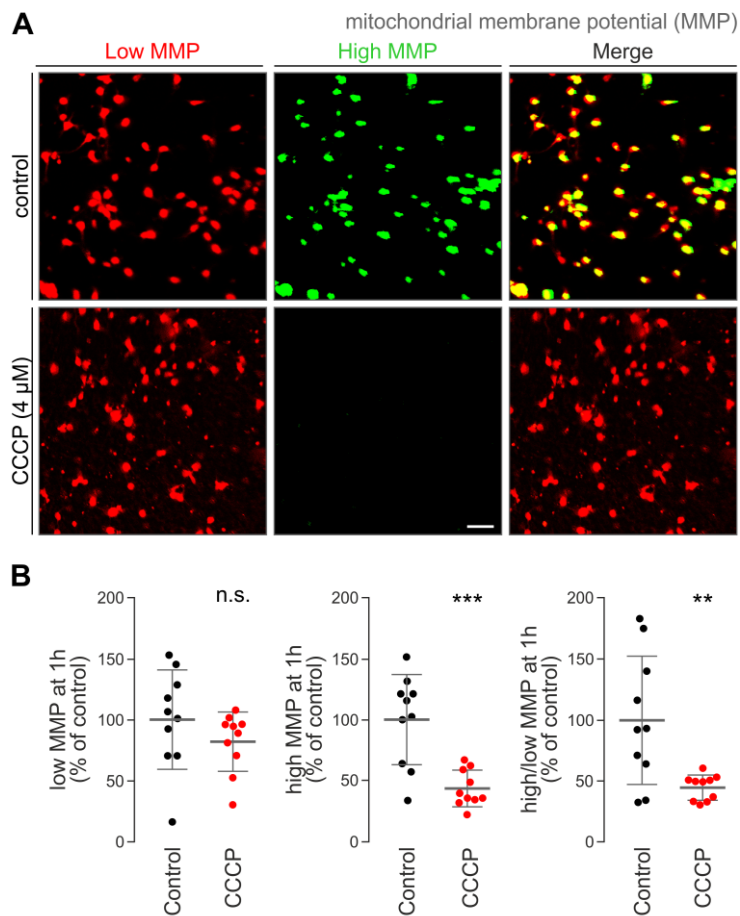 A
mitochondrial membrane potential (MMP)
Low MMP
High MMP
Merge
control
CCCP (4 µM)
B
low MMP at 1h
(% of control)
200
150
100
50
0
n.s.
Control
CCCP
high MMP at 1h
(% of control)
200
150
100
50
0
***
Control
CCCP
high/low MMP at 1h
(% of control)
200
150
100
50
0
**
Control
CCCP